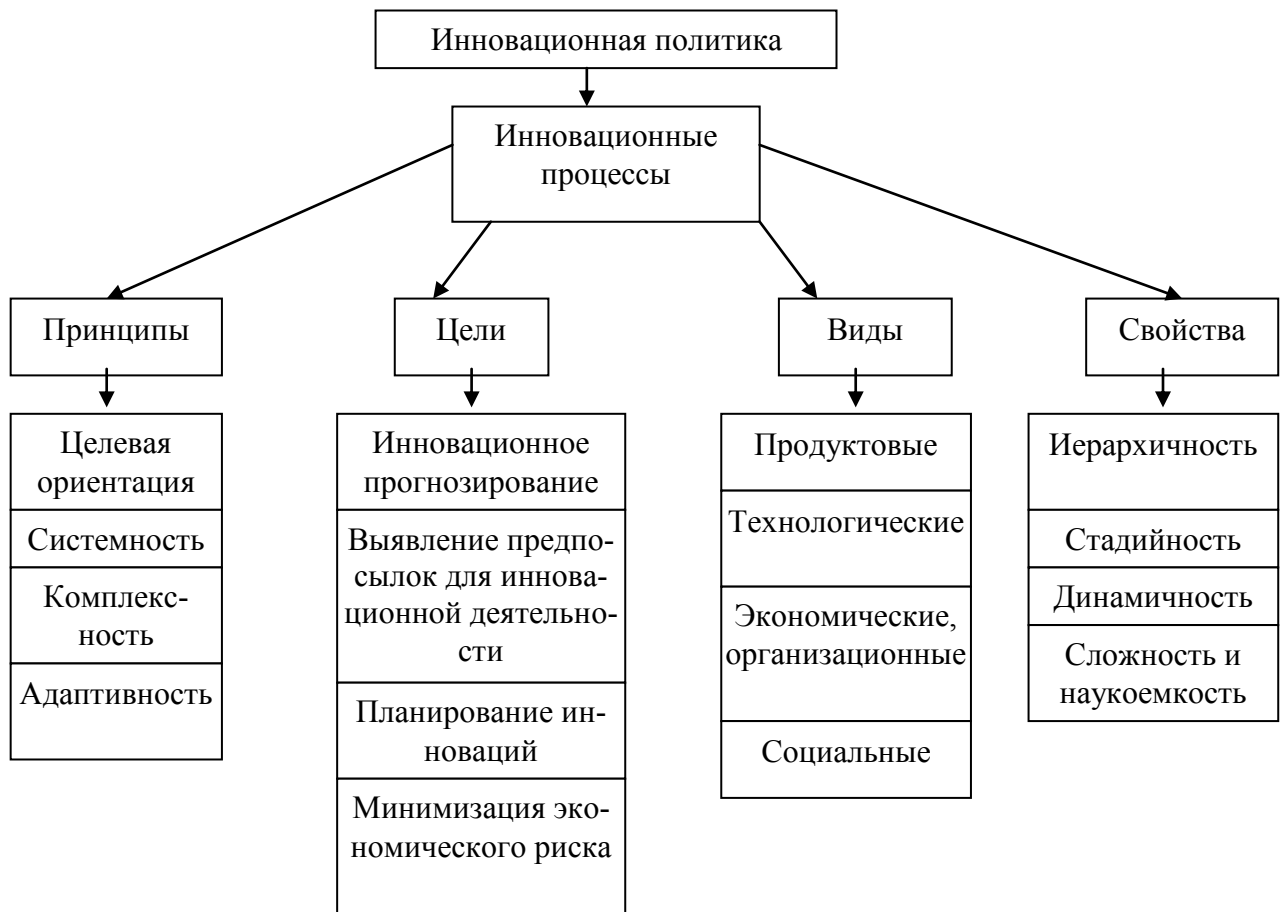 Инновационная политика
Инновационные
процессы
Принципы
Цели
Виды
Свойства
Целевая
ориентация
Системность
Комплекс-
ность
Адаптивность
Инновационное
прогнозирование
Выявление предпо-
сылок для иннова-
ционной деятельно-
сти
Планирование ин-
новаций
Минимизация эко-
номического риска
Продуктовые
Технологические
Экономические,
организационные
Социальные
Иерархичность
Стадийность
Динамичность
Сложность и
наукоемкость